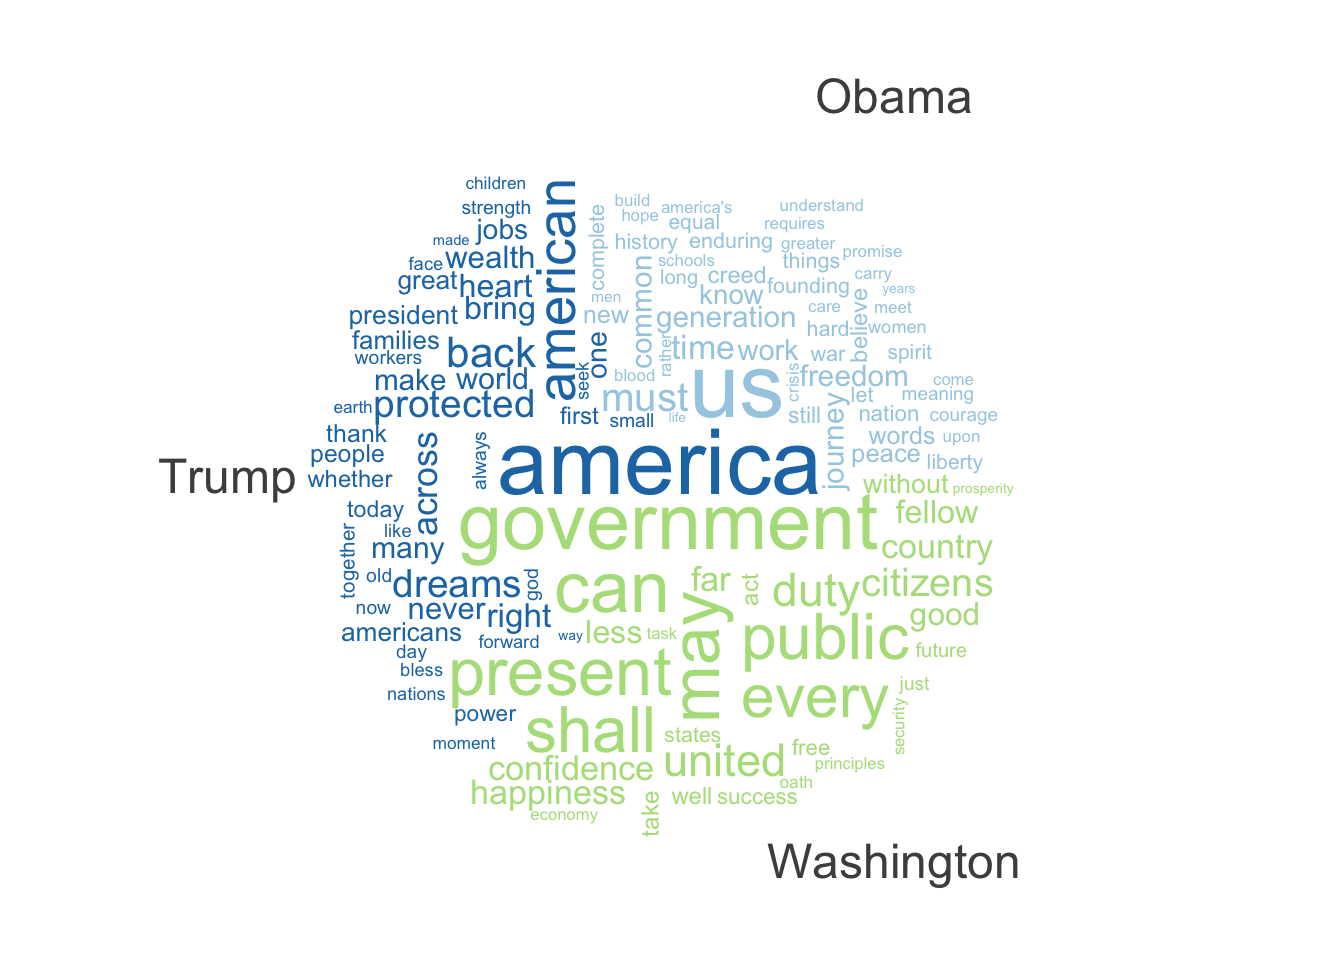 Obama
children
american
strength
build
america's
understand
hope
equal
requires
jobs
complete
made
history
enduring
greater
promise
wealth
face
schools
things
great
heart
common
long
creed
founding
carry
years
know
bring
men
new
generation
care
meet
president
believe
hard
women
families
one
rather
time
work
war
spirit
workers
back
seek
blood
us
crisis
freedom
come
make
world
must
let
meaning
earth
protected
first
small
life
still
journey
nation
courage
thank
across
always
america
words
upon
people
peace
liberty
Trump
whether
without
prosperity
today
government
fellow
like
together
many
country
old
dreams
god
can
far
act
duty
citizens
now
never
right
may
good
americans
forward
way
less
task
public
day
future
bless
present
every
just
nations
power
shall
states
security
moment
confidence
united
free
principles
happiness
take
well
success
oath
economy
Washington